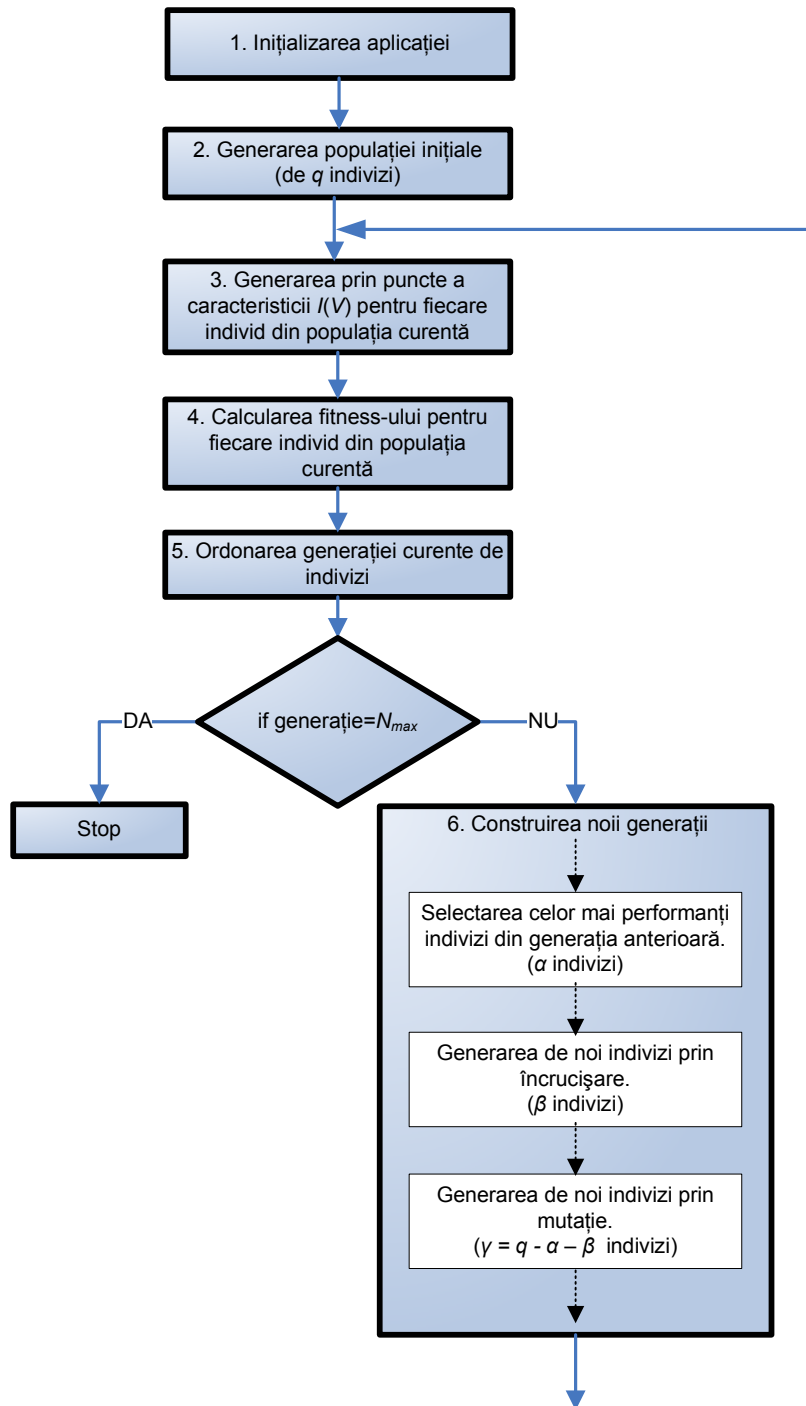 1. Inițializarea aplicației
2. Generarea populației inițiale
(de q indivizi)
3. Generarea prin puncte a
caracteristicii I(V) pentru fiecare
individ din populația curentă
4. Calcularea fitness-ului pentru
fiecare individ din populația
curentă
5. Ordonarea generației curente de
indivizi
if generație=Nmax
DA
NU
Stop
6. Construirea noii generații
Selectarea celor mai performanți
indivizi din generația anterioară.
(α indivizi)
Generarea de noi indivizi prin
încrucişare.
(β indivizi)
Generarea de noi indivizi prin
mutație.
(γ = q - α – β indivizi)